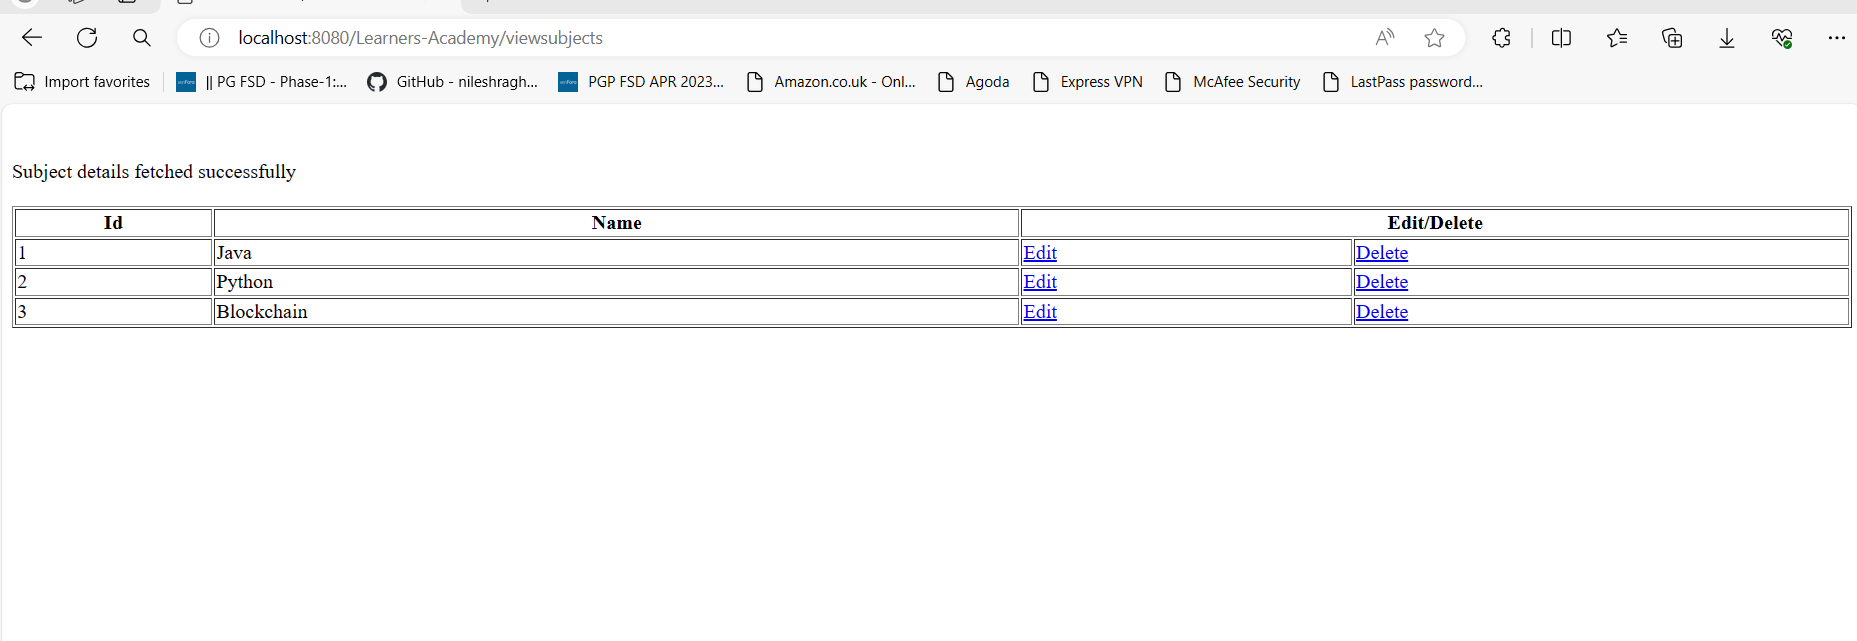 localhost:8080/Learners-Academy/viewsubjects
Import favorites || PG FSD - Phase-1:... GitHub - nileshragh... PGP FSD APR 2023... Amazon.co.uk - Onl... Agoda Express VPN McAfee Security LastPass password...
Subject details fetched successfully
Id Name Edit/Delete
1 Java Edit Delete
2 Python Edit Delete
3 Blockchain Edit Delete